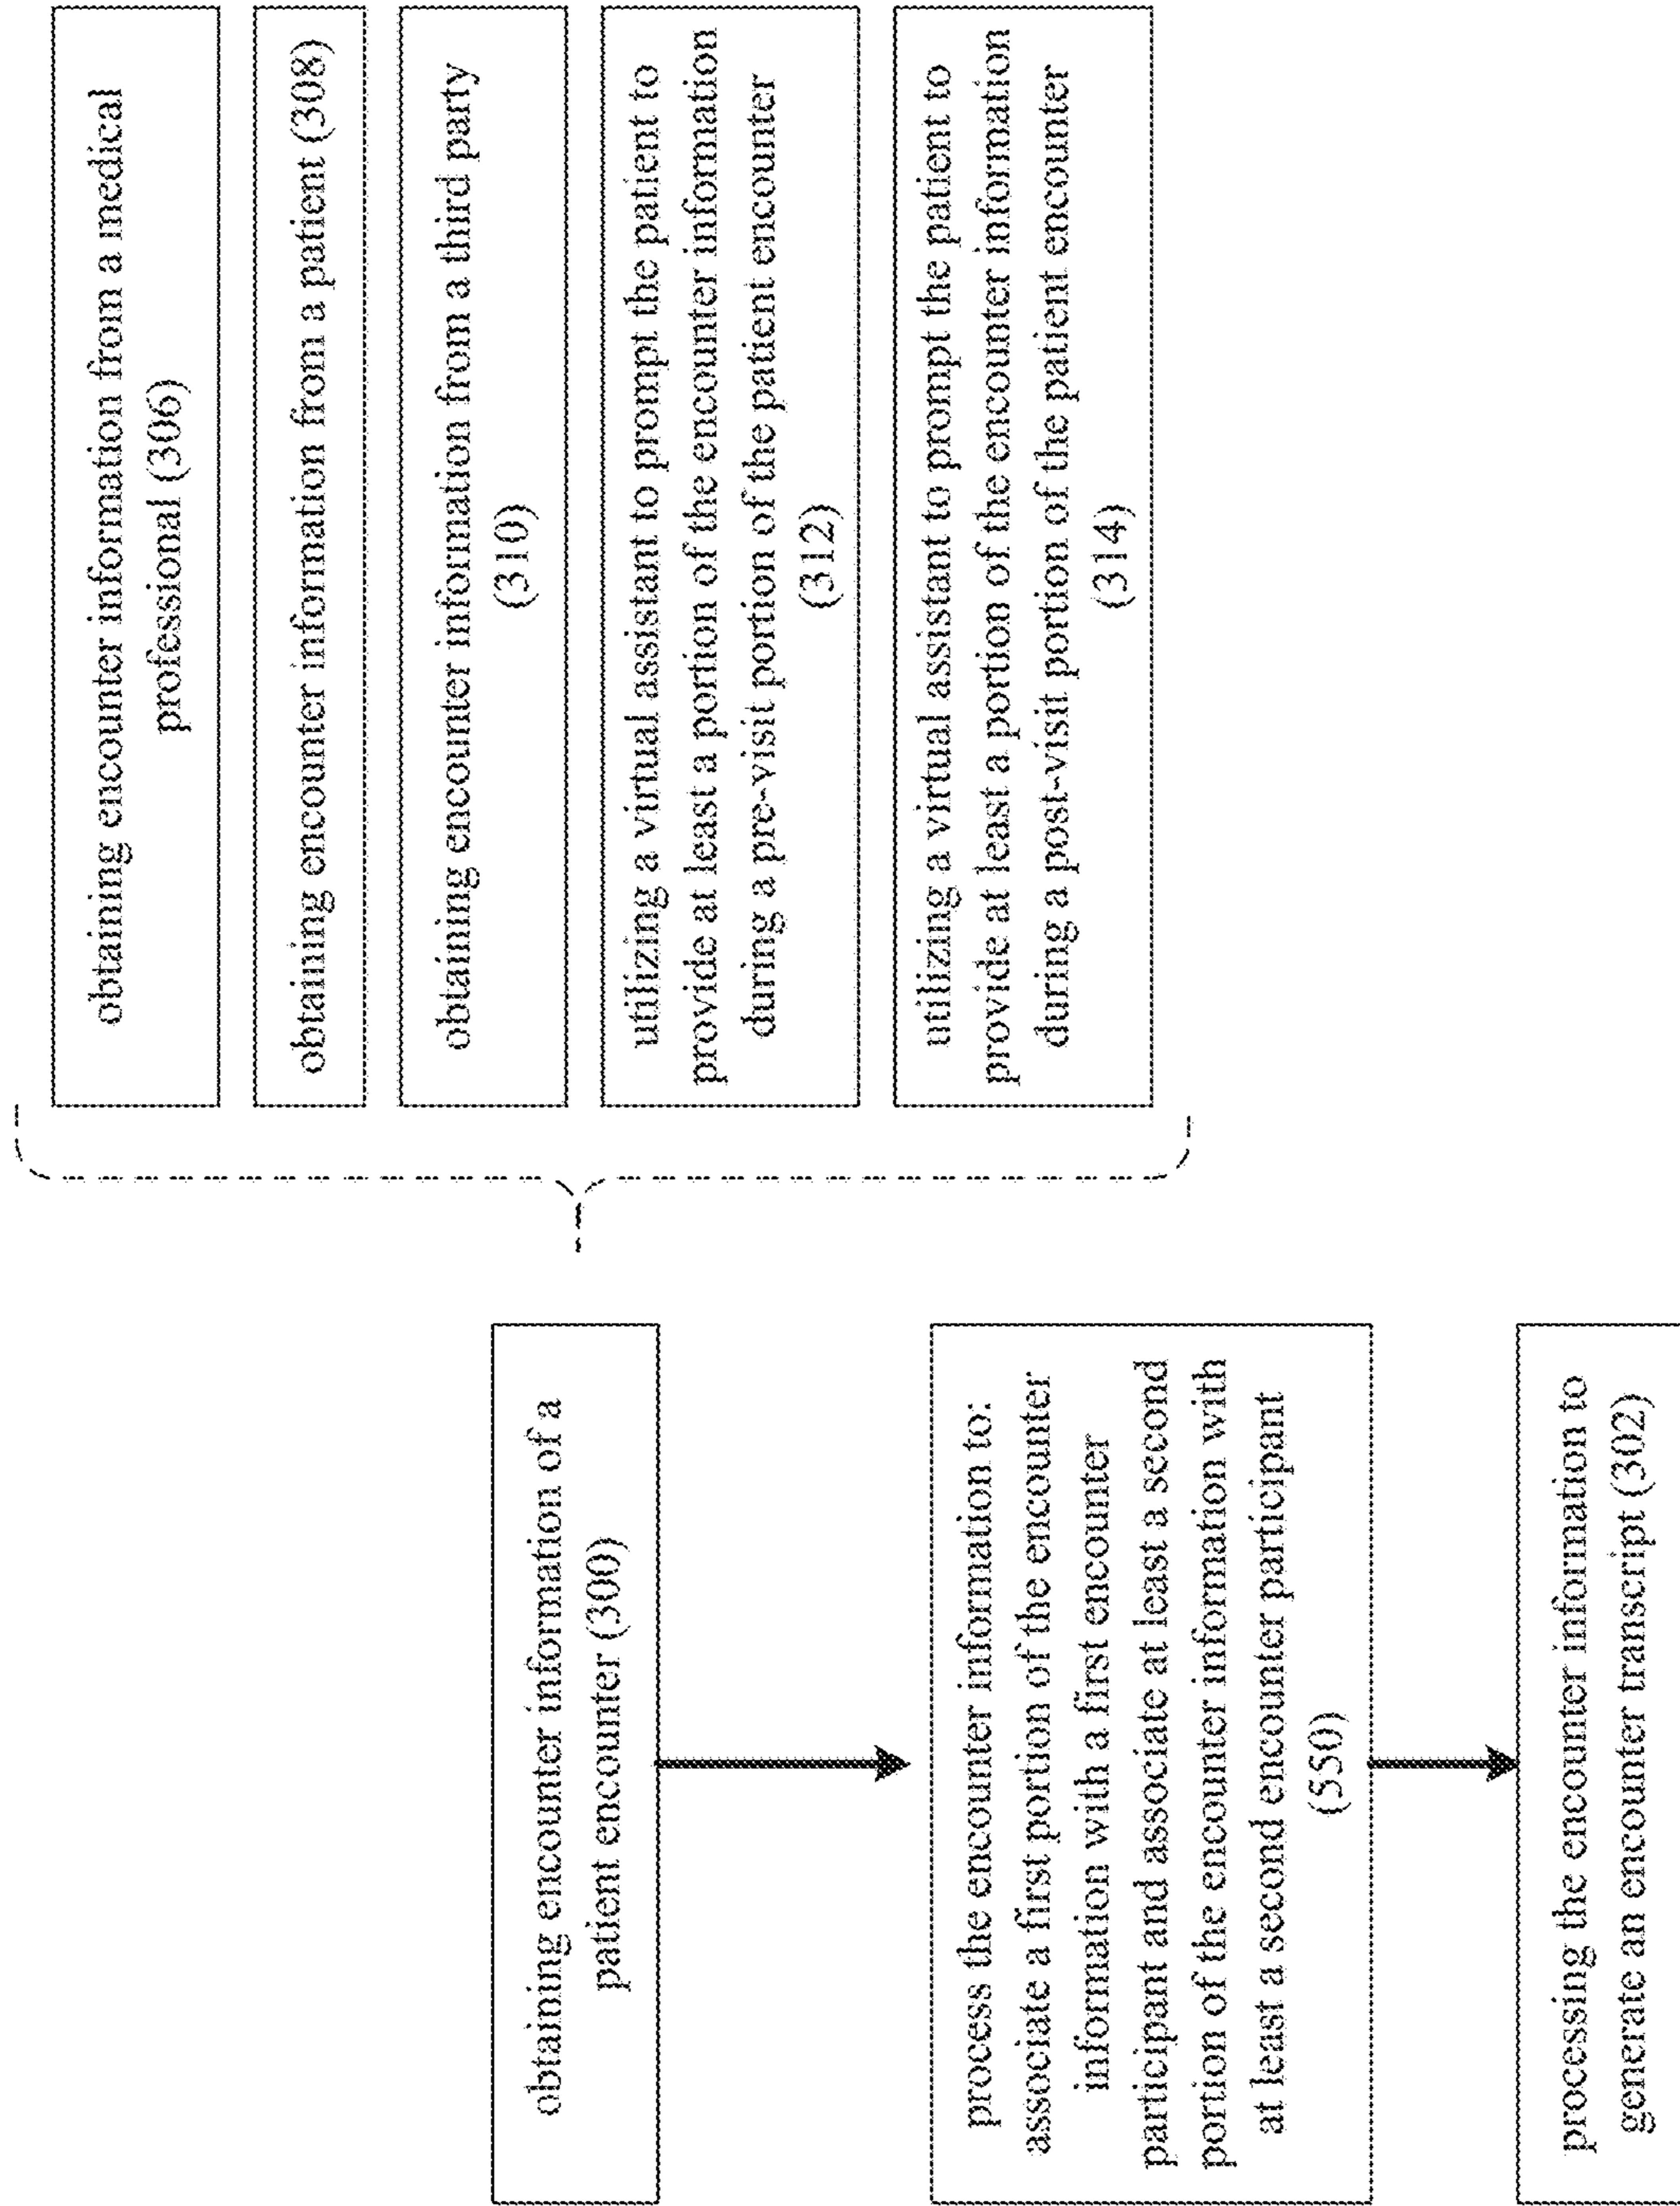 obtaining encounter information of a
patient encounter (300)
process the encounter information to:
associate a first portion of the encounter
information with a first encounter
participant and associate at least a second
portion of the encounter information with
at least a second encounter participant
(550)
processing the encounter information to
generate an encounter transcript (302)
obtaining encounter information from a medical
professional (306)
obtaining encounter information from a patient (308)
obtaining encounter information from a third party
(310)
utilizing a virtual assistant to prompt the patient to
provide at least a portion of the encounter information
during a pre-visit portion of the patient encounter
(312)
utilizing a virtual assistant to prompt the patient to
provide at least a portion of the encounter information
during a post-visit portion of the patient encounter
(314)